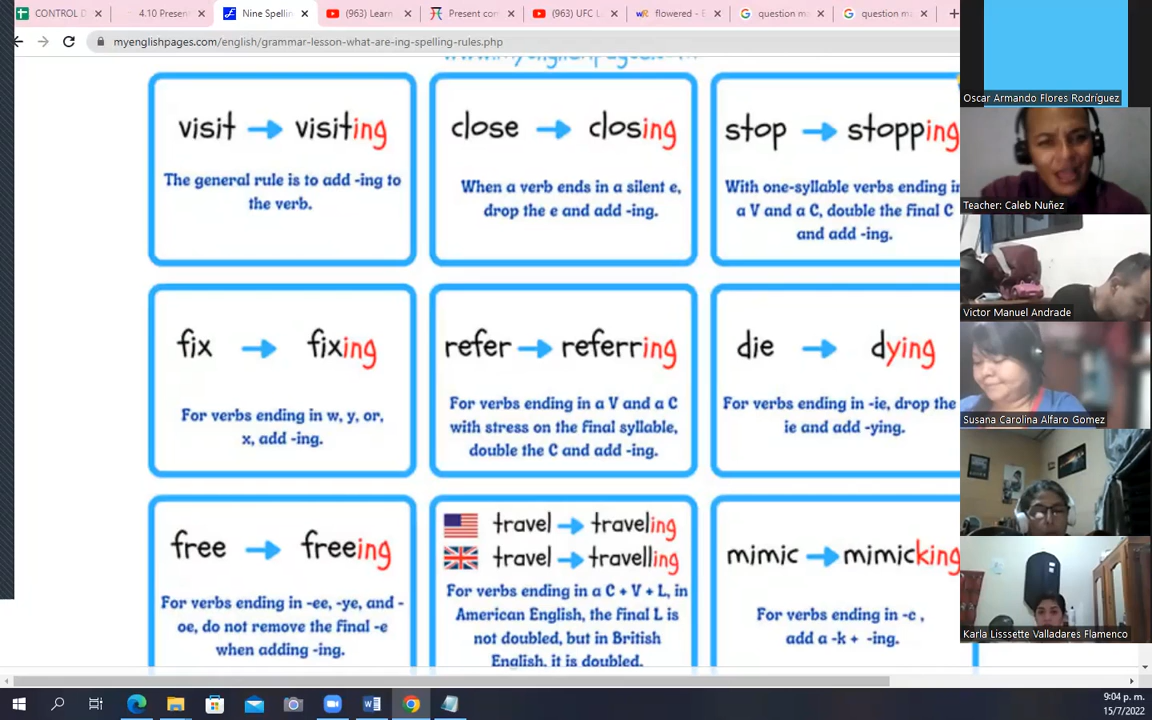 CONTROL D
4.10 Present
Nine Spellin
(963) Learn
Present con
(963) UFC L
flowered - E
question ma
question ma
myenglishpages.com/english/grammar-lesson-what-are-ing-spelling-rules.php
visit visiting
The general rule is to add -ing to
the verb.
close closing
When a verb ends in a silent e,
drop the e and add -ing.
stop stopping
With one-syllable verbs ending in
a V and a C, double the final C
and add -ing.
fix fixing
For verbs ending in w, y, or,
x, add -ing.
refer referring
For verbs ending in a V and a C
with stress on the final syllable,
double the C and add -ing.
die dying
For verbs ending in -ie, drop the
ie and add -ying.
free freeing
For verbs ending in -ee, -ye, and -
oe, do not remove the final -e
when adding -ing.
travel traveling
travel travelling
For verbs ending in a C + V + L, in
American English, the final L is
not doubled, but in British
English, it is doubled.
mimic mimicking
For verbs ending in -c ,
add a -k + -ing.
Oscar Armando Flores Rodríguez
Teacher: Caleb Nuñez
Victor Manuel Andrade
Susana Carolina Alfaro Gomez
Karla Lisssette Valladares Flamenco
9:04 p. m.
15/7/2022